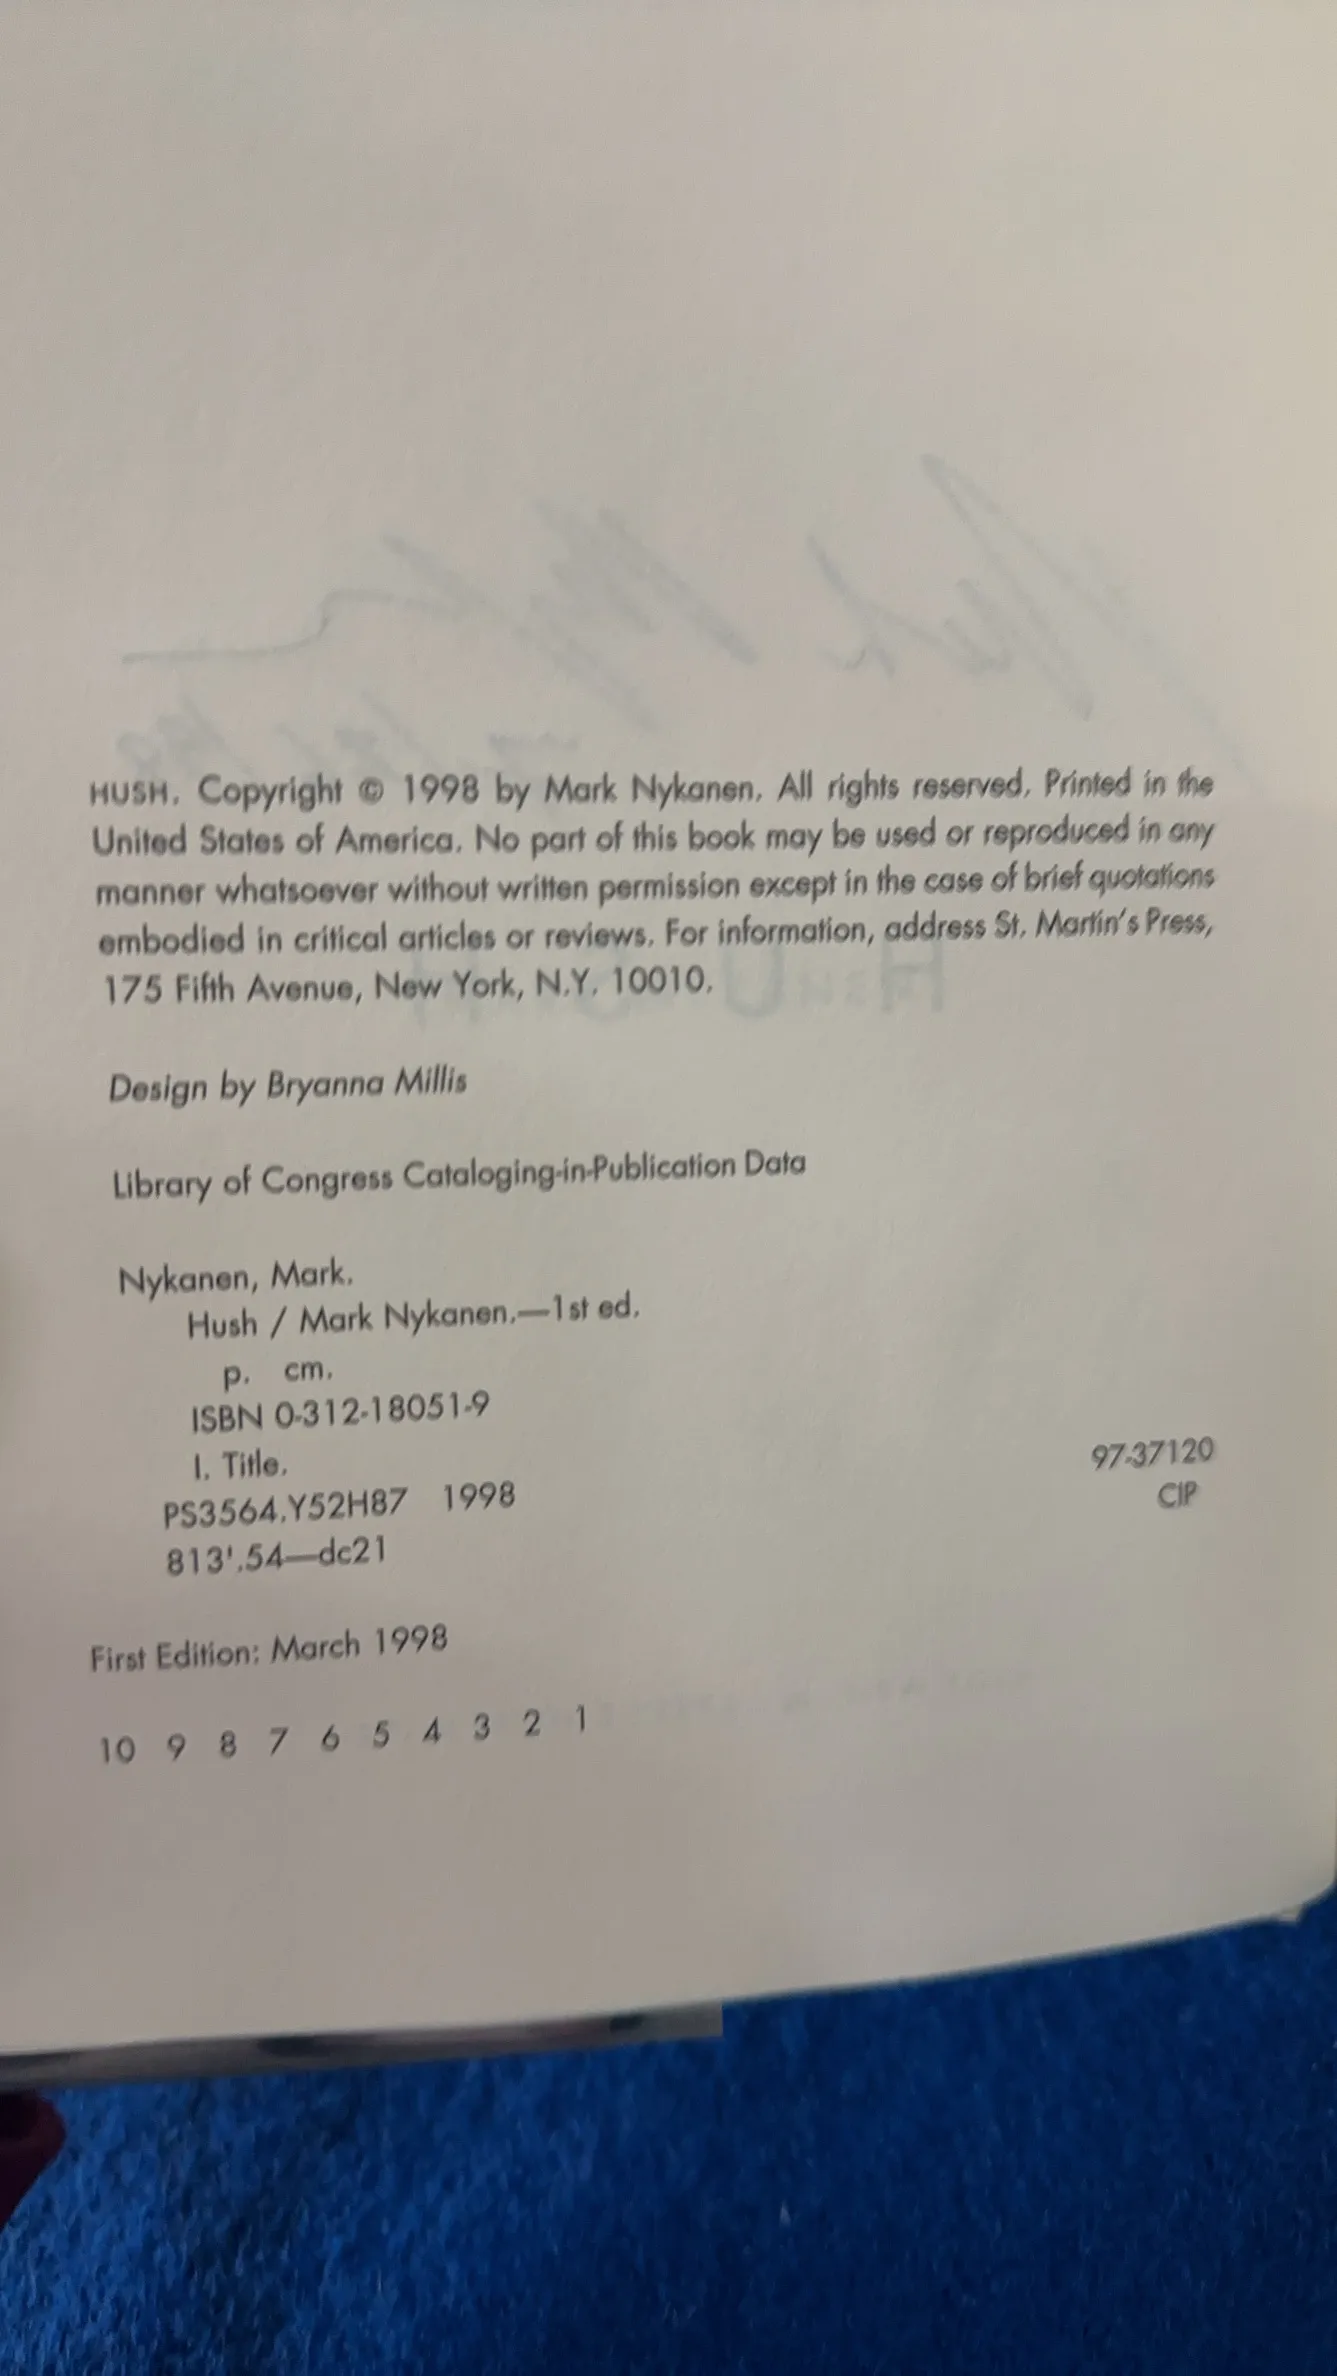 HUSH. Copyright © 1998 by Mark Nykanen. All rights reserved. Printed in the
United States of America. No part of this book may be used or reproduced in any
manner whatsoever without written permission except in the case of brief quotations
embodied in critical articles or reviews. For information, address St. Martin's Press,
175 Fifth Avenue, New York, N.Y. 10010.
Design by Bryanna Millis
Library of Congress Cataloging-in-Publication Data
Nykanen, Mark.
Hush / Mark Nykanen.—1st ed.
p. cm.
ISBN 0-312-18051-9
I. Title.
PS3564.Y52H87 1998
813'.54—dc21
97-37120
CIP
First Edition: March 1998
10 9 8 7 6 5 4 3 2 1